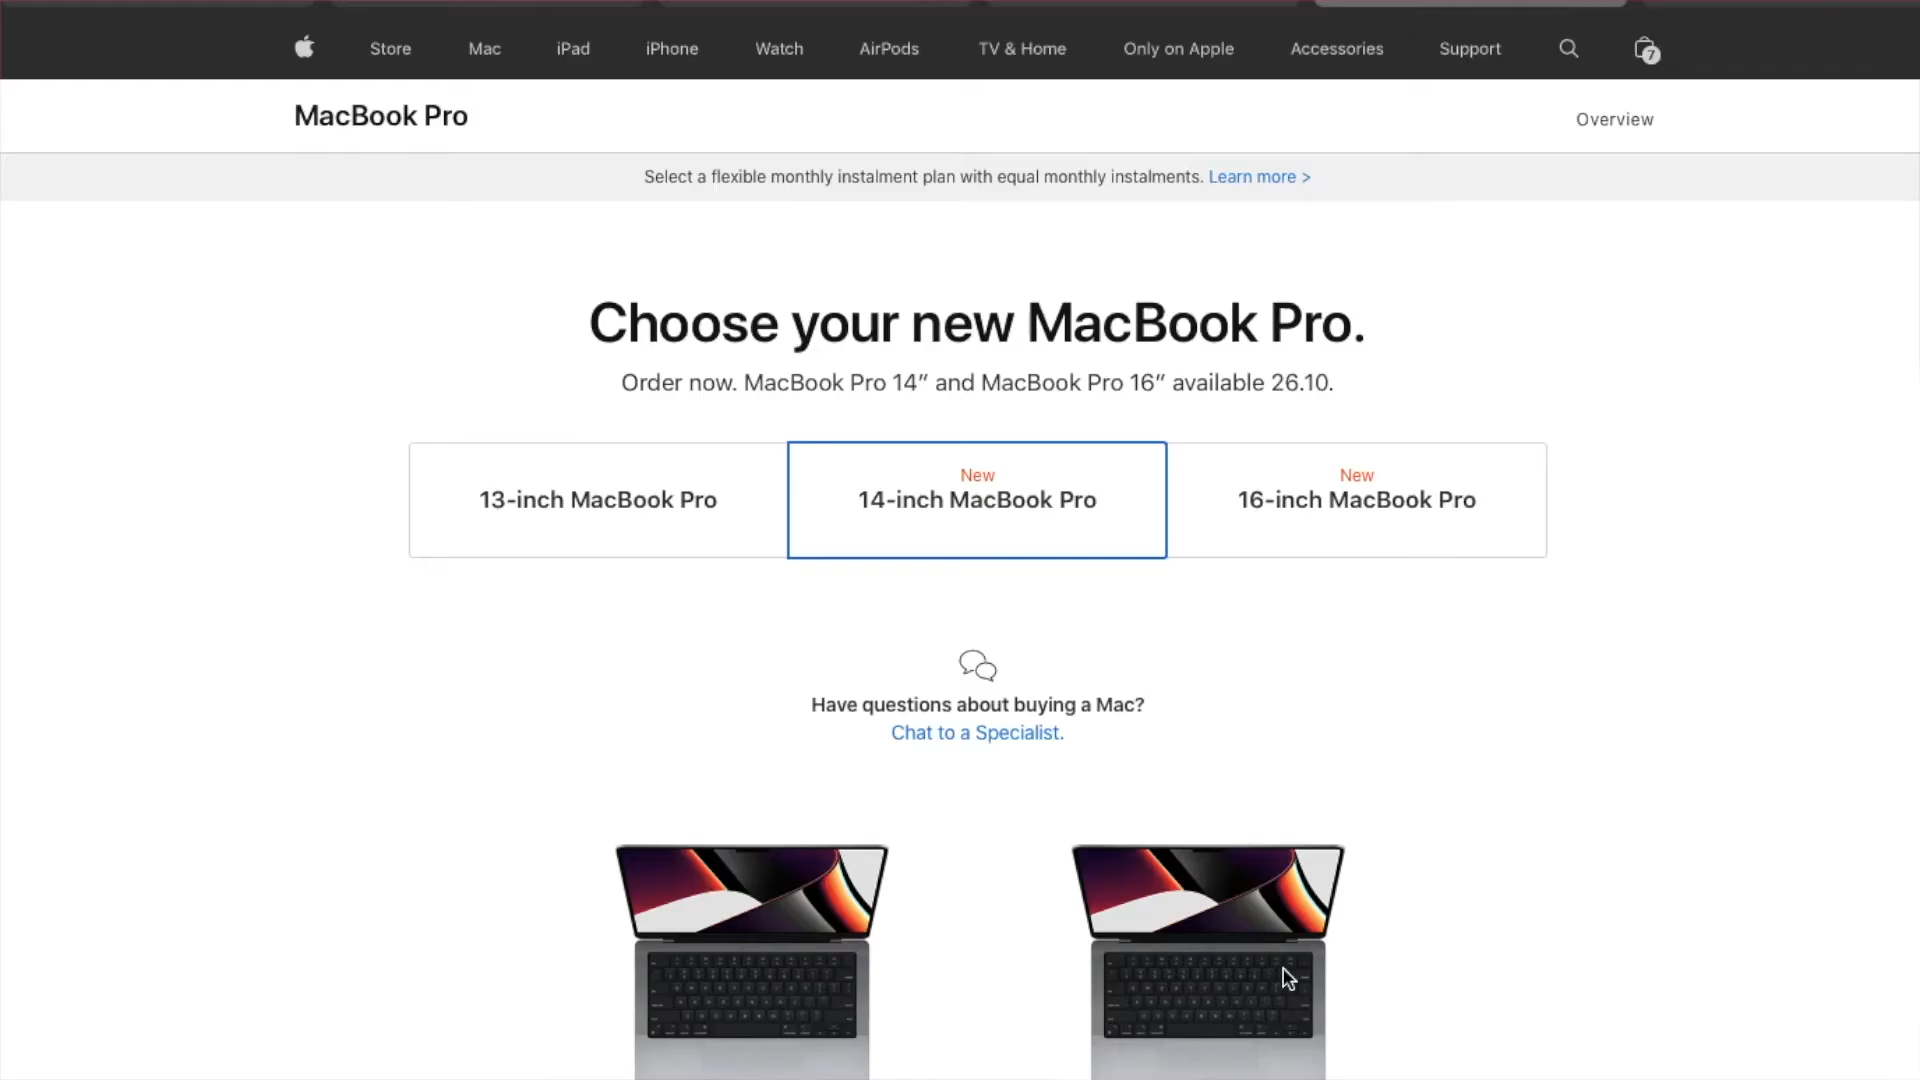 Store Mac iPad iPhone Watch AirPods TV & Home Only on Apple Accessories Support 7
MacBook Pro
Overview
Select a flexible monthly instalment plan with equal monthly instalments. Learn more >
Choose your new MacBook Pro.
Order now. MacBook Pro 14″ and MacBook Pro 16″ available 26.10.
13-inch MacBook Pro
New
14-inch MacBook Pro
New
16-inch MacBook Pro
Have questions about buying a Mac?
Chat to a Specialist.